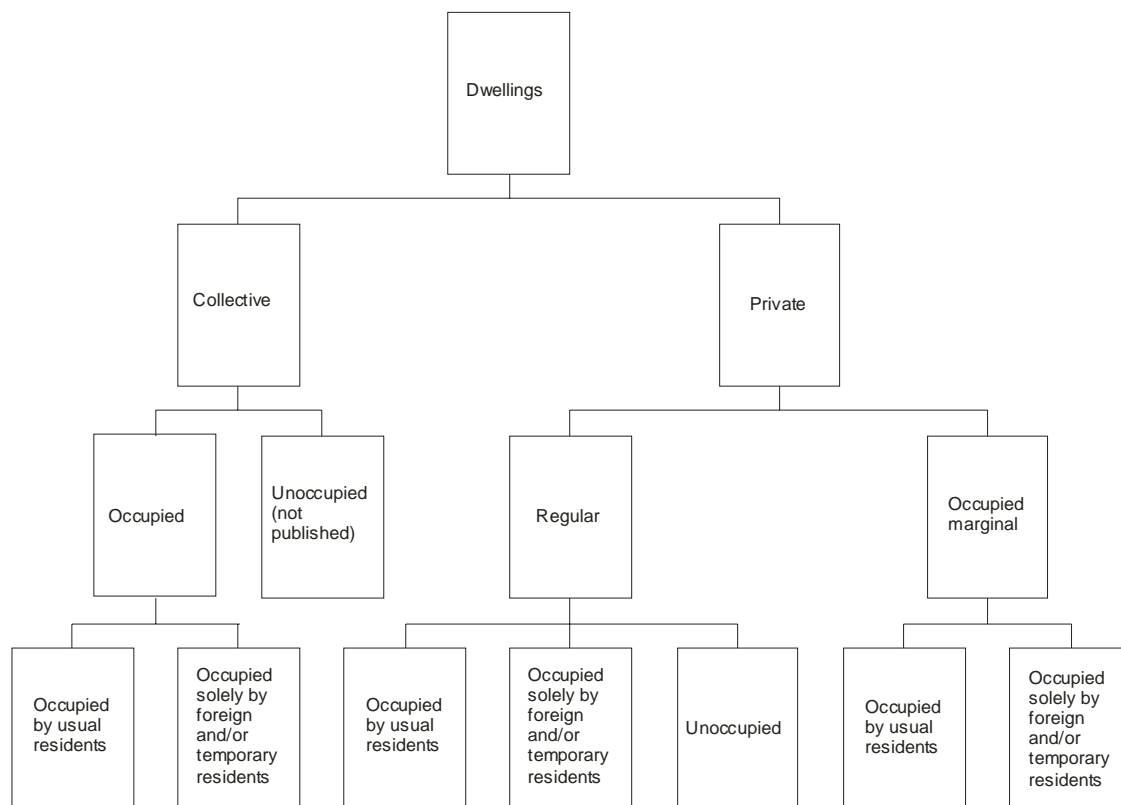 Dwellings
Collective
Private
Occupied
Unoccupied
(not
published)
Regular
Occupied
marginal
Occupied
by usual
residents
Occupied
solely by
foreign
and/or
temporary
residents
Occupied
by usual
residents
Occupied
solely by
foreign
and/or
temporary
residents
Unoccupied
Occupied
by usual
residents
Occupied
solely by
foreign
and/or
temporary
residents